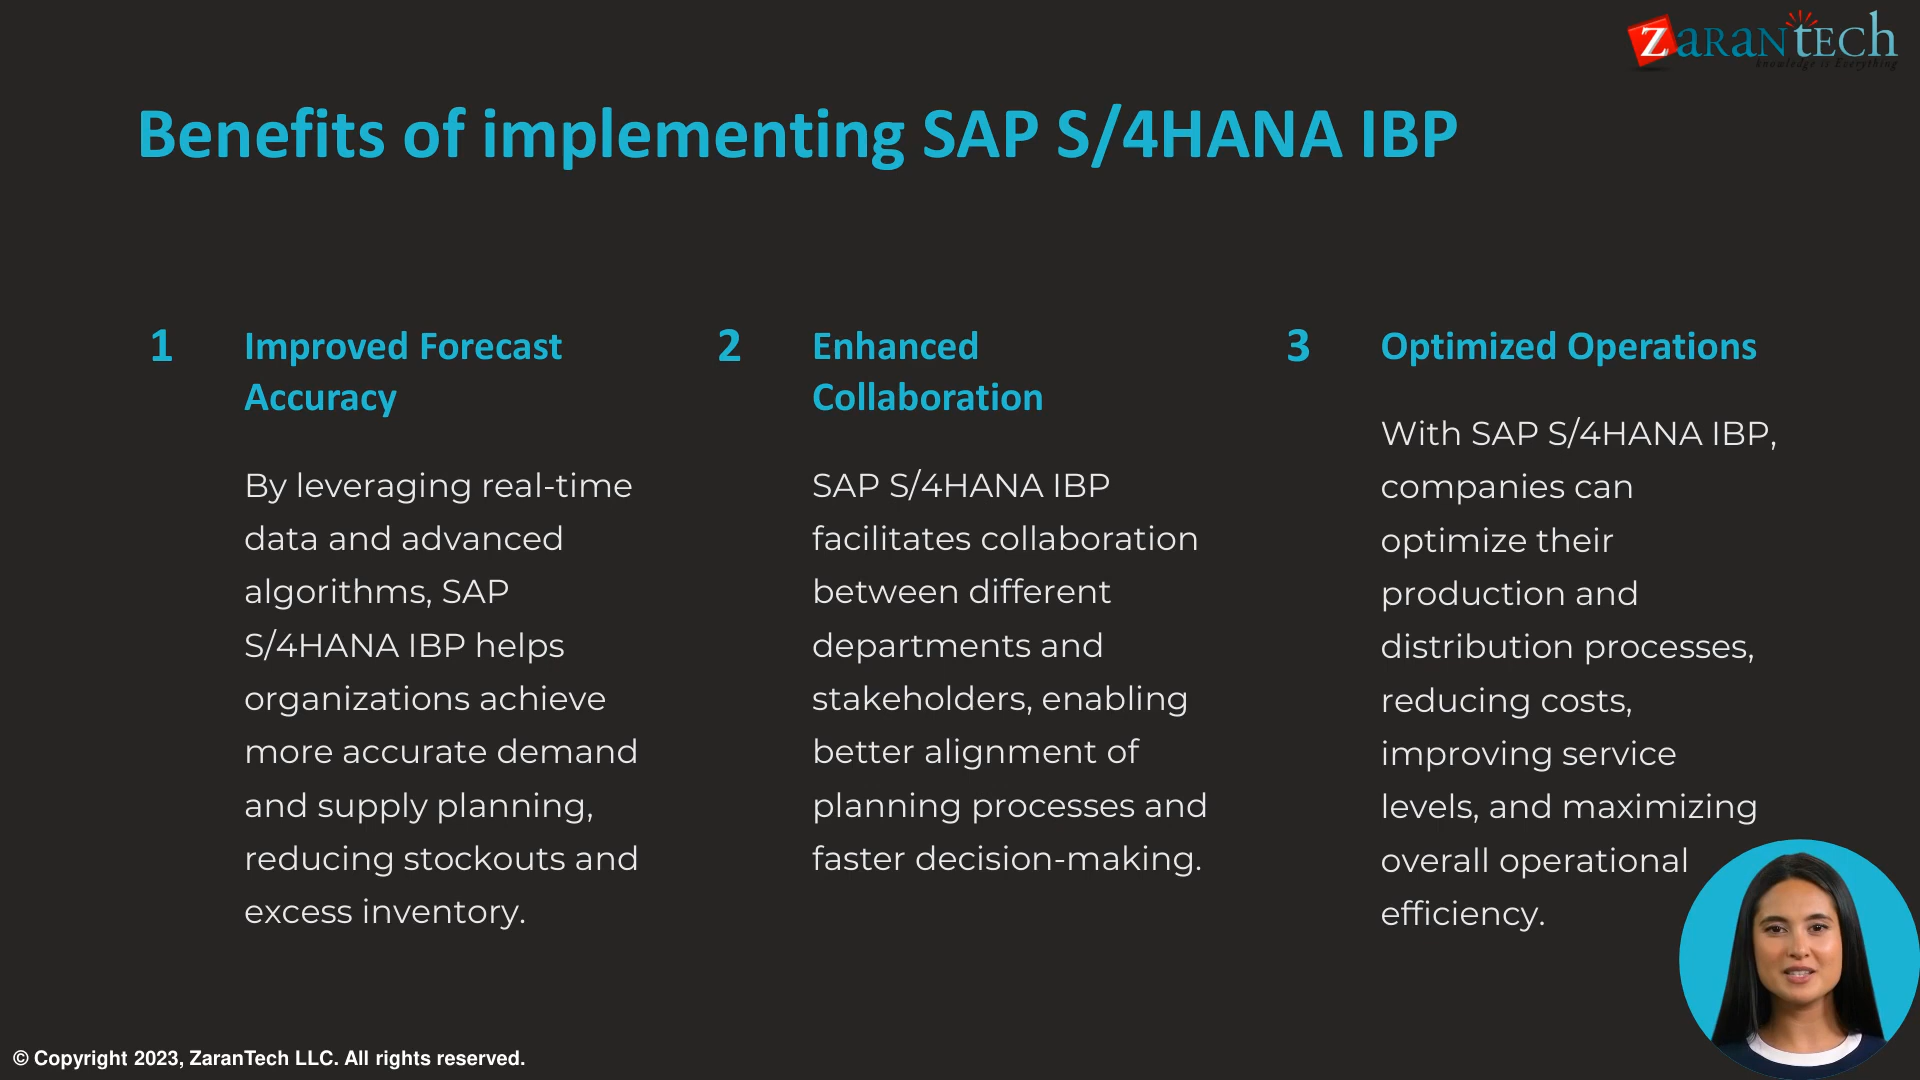 ZaranTech
knowledge is Everything
Benefits of implementing SAP S/4HANA IBP
1
Improved Forecast
Accuracy
By leveraging real-time
data and advanced
algorithms, SAP
S/4HANA IBP helps
organizations achieve
more accurate demand
and supply planning,
reducing stockouts and
excess inventory.
2
Enhanced
Collaboration
SAP S/4HANA IBP
facilitates collaboration
between different
departments and
stakeholders, enabling
better alignment of
planning processes and
faster decision-making.
3
Optimized Operations
With SAP S/4HANA IBP,
companies can
optimize their
production and
distribution processes,
reducing costs,
improving service
levels, and maximizing
overall operational
efficiency.
© Copyright 2023, ZaranTech LLC. All rights reserved.